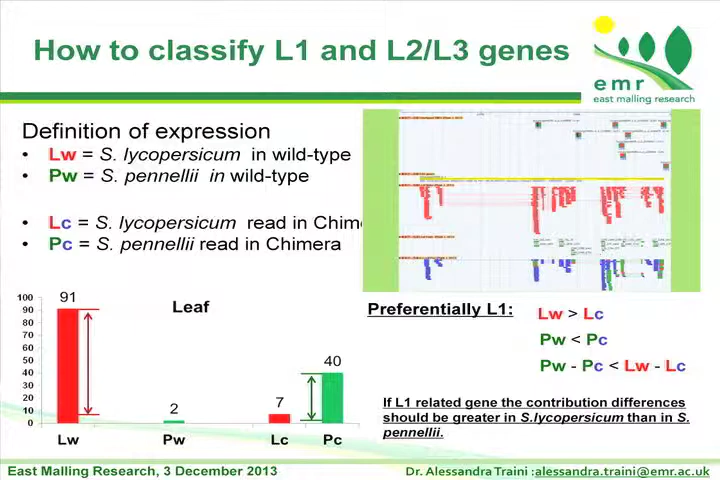 How to classify L1 and L2/L3 genes
emr
east malling research
Definition of expression
• Lw = S. lycopersicum in wild-type
• Pw = S. pennellii in wild-type
• Lc = S. lycopersicum read in Chim
• Pc = S. pennellii read in Chimera
Leaf
100
90
80
70
60
50
40
30
20
10
0
91
2
7
40
Lw Pw Lc Pc
Preferentially L1:
Lw > Lc
Pw < Pc
Pw - Pc < Lw - Lc
If L1 related gene the contribution differences
should be greater in S.lycopersicum than in S.
pennellii.
East Malling Research, 3 December 2013
Dr. Alessandra Traini :alessandra.traini@emr.ac.uk